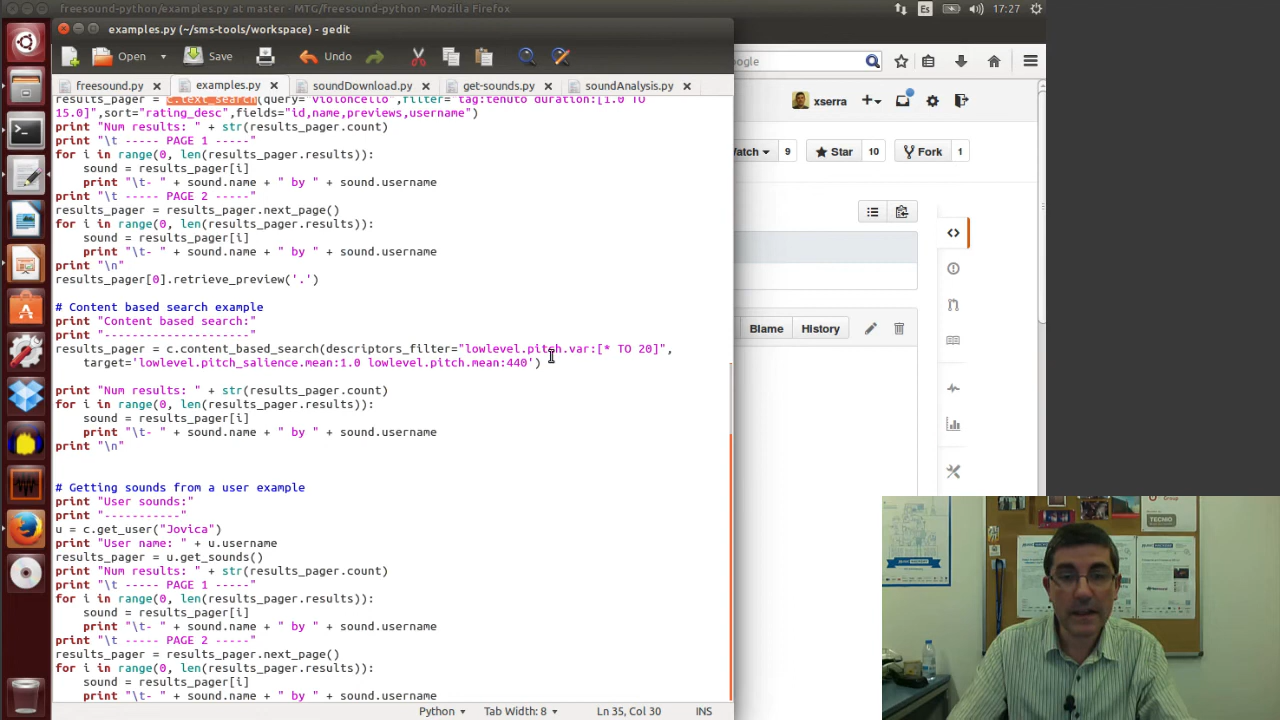 freesound-python/examples.py at master - MTG/freesound-python - Mozilla Firefox
Es
17:27
examples.py (~/sms-tools/workspace) - gedit
Open
Save
Undo
freesound.py
examples.py
soundDownload.py
get-sounds.py
soundAnalysis.py
results_pager = c.text_search(query="violoncello",filter="tag:tenuto duration:[1.0 TO
15.0]",sort="rating_desc",fields="id,name,previews,username")
print "Num results: " + str(results_pager.count)
print "\t ----- PAGE 1 -----"
for i in range(0, len(results_pager.results)):
sound = results_pager[i]
print "\t- " + sound.name + " by " + sound.username
print "\t ----- PAGE 2 -----"
results_pager = results_pager.next_page()
for i in range(0, len(results_pager.results)):
sound = results_pager[i]
print "\t- " + sound.name + " by " + sound.username
print "\n"
results_pager[0].retrieve_preview('.')
# Content based search example
print "Content based search:"
print "---------------------"
results_pager = c.content_based_search(descriptors_filter="lowlevel.pitch.var:[* TO 20]",
target='lowlevel.pitch_salience.mean:1.0 lowlevel.pitch.mean:440')
print "Num results: " + str(results_pager.count)
for i in range(0, len(results_pager.results)):
sound = results_pager[i]
print "\t- " + sound.name + " by " + sound.username
print "\n"
# Getting sounds from a user example
print "User sounds:"
print "-----------"
u = c.get_user("Jovica")
print "User name: " + u.username
results_pager = u.get_sounds()
print "Num results: " + str(results_pager.count)
print "\t ----- PAGE 1 -----"
for i in range(0, len(results_pager.results)):
sound = results_pager[i]
print "\t- " + sound.name + " by " + sound.username
print "\t ----- PAGE 2 -----"
results_pager = results_pager.next_page()
for i in range(0, len(results_pager.results)):
sound = results_pager[i]
print "\t- " + sound.name + " by " + sound.username
Python
Tab Width: 8
Ln 35, Col 30
INS
ogle
xserra
Watch
9
Star
10
Fork
1
Blame
History
Group
TECNIO